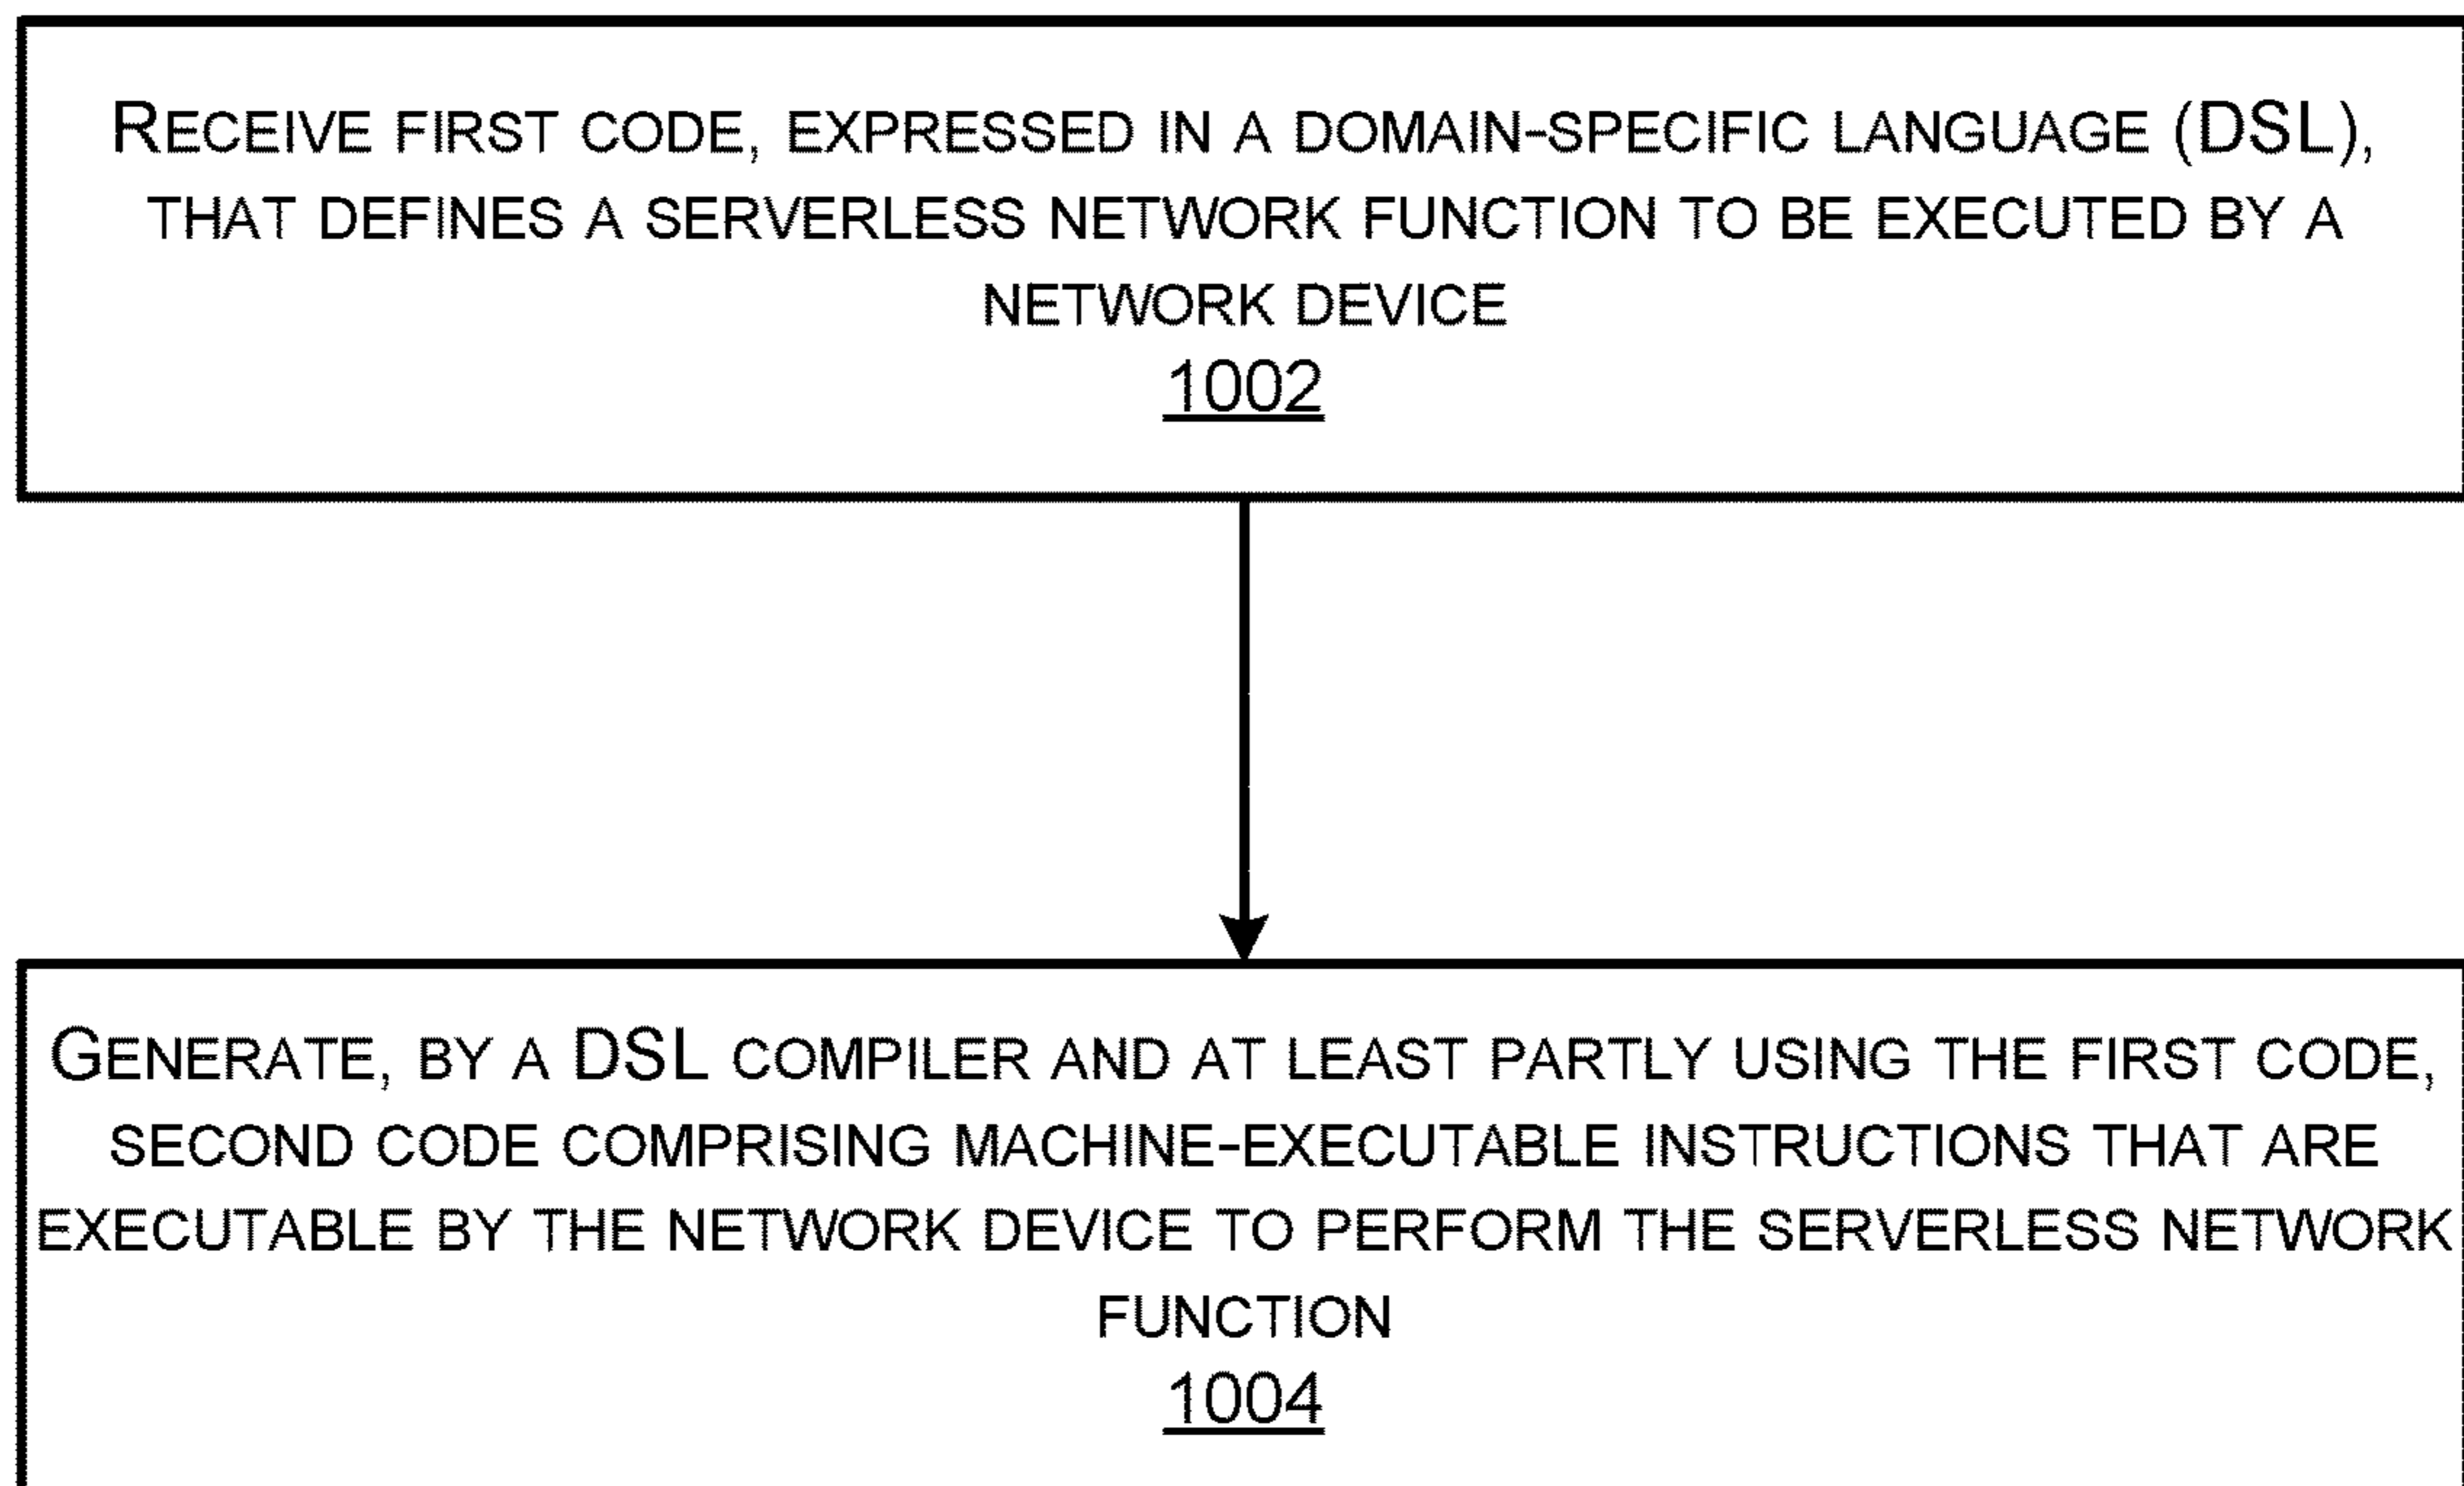 RECEIVE FIRST CODE, EXPRESSED IN A DOMAIN-SPECIFIC LANGUAGE (DSL),
THAT DEFINES A SERVERLESS NETWORK FUNCTION TO BE EXECUTED BY A
NETWORK DEVICE
1002
GENERATE, BY A DSL COMPILER AND AT LEAST PARTLY USING THE FIRST CODE,
SECOND CODE COMPRISING MACHINE-EXECUTABLE INSTRUCTIONS THAT ARE
EXECUTABLE BY THE NETWORK DEVICE TO PERFORM THE SERVERLESS NETWORK
FUNCTION
1004